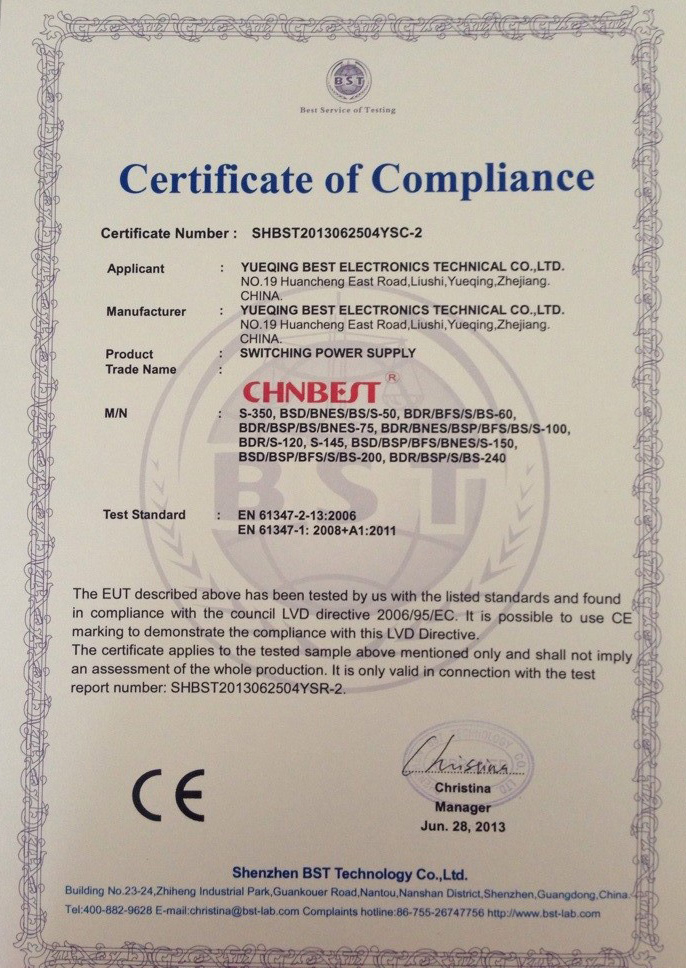 BST
Best Service of Testing
Certificate of Compliance
Certificate Number : SHBST2013062504YSC-2
Applicant : YUEQING BEST ELECTRONICS TECHNICAL CO.,LTD.
NO.19 Huancheng East Road,Liushi,Yueqing,Zhejiang.
CHINA.
Manufacturer : YUEQING BEST ELECTRONICS TECHNICAL CO.,LTD.
NO.19 Huancheng East Road,Liushi,Yueqing,Zhejiang.
CHINA.
Product : SWITCHING POWER SUPPLY
Trade Name :
CHNBEST ®
M/N : S-350, BSD/BNES/BS/S-50, BDR/BFS/S/BS-60,
BDR/BSP/BS/BNES-75, BDR/BNES/BSP/BFS/BS/S-100,
BDR/S-120, S-145, BSD/BSP/BFS/BNES/S-150,
BSD/BSP/BFS/S/BS-200, BDR/BSP/S/BS-240
BST
Test Standard : EN 61347-2-13:2006
EN 61347-1: 2008+A1:2011
The EUT described above has been tested by us with the listed standards and found
in compliance with the council LVD directive 2006/95/EC. It is possible to use CE
marking to demonstrate the compliance with this LVD Directive.
The certificate applies to the tested sample above mentioned only and shall not imply
an assessment of the whole production. It is only valid in connection with the test
report number: SHBST2013062504YSR-2.
CE
Christina
Christina
Manager
Jun. 28, 2013
Shenzhen BST Technology Co.,Ltd.
Building No.23-24,Zhiheng Industrial Park,Guankouer Road,Nantou,Nanshan District,Shenzhen,Guangdong,China.
Tel:400-882-9628 E-mail:christina@bst-lab.com Complaints hotline:86-755-26747756 http://www.bst-lab.com